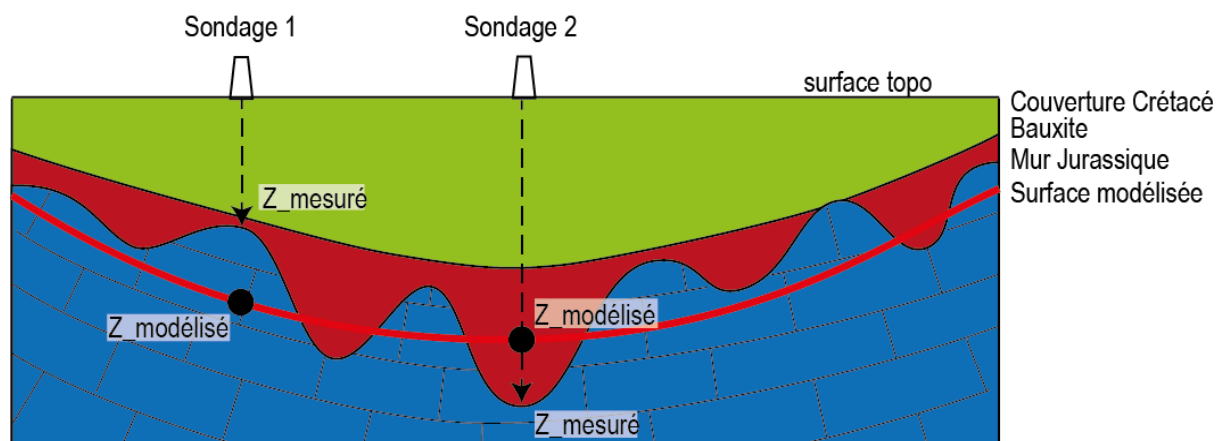 Sondage 1
Sondage 2
surface topo
Couverture Crétacé
Bauxite
Mur Jurassique
Surface modélisée
Z_mesuré
Z_modélisé
Z_modélisé
Z_mesuré